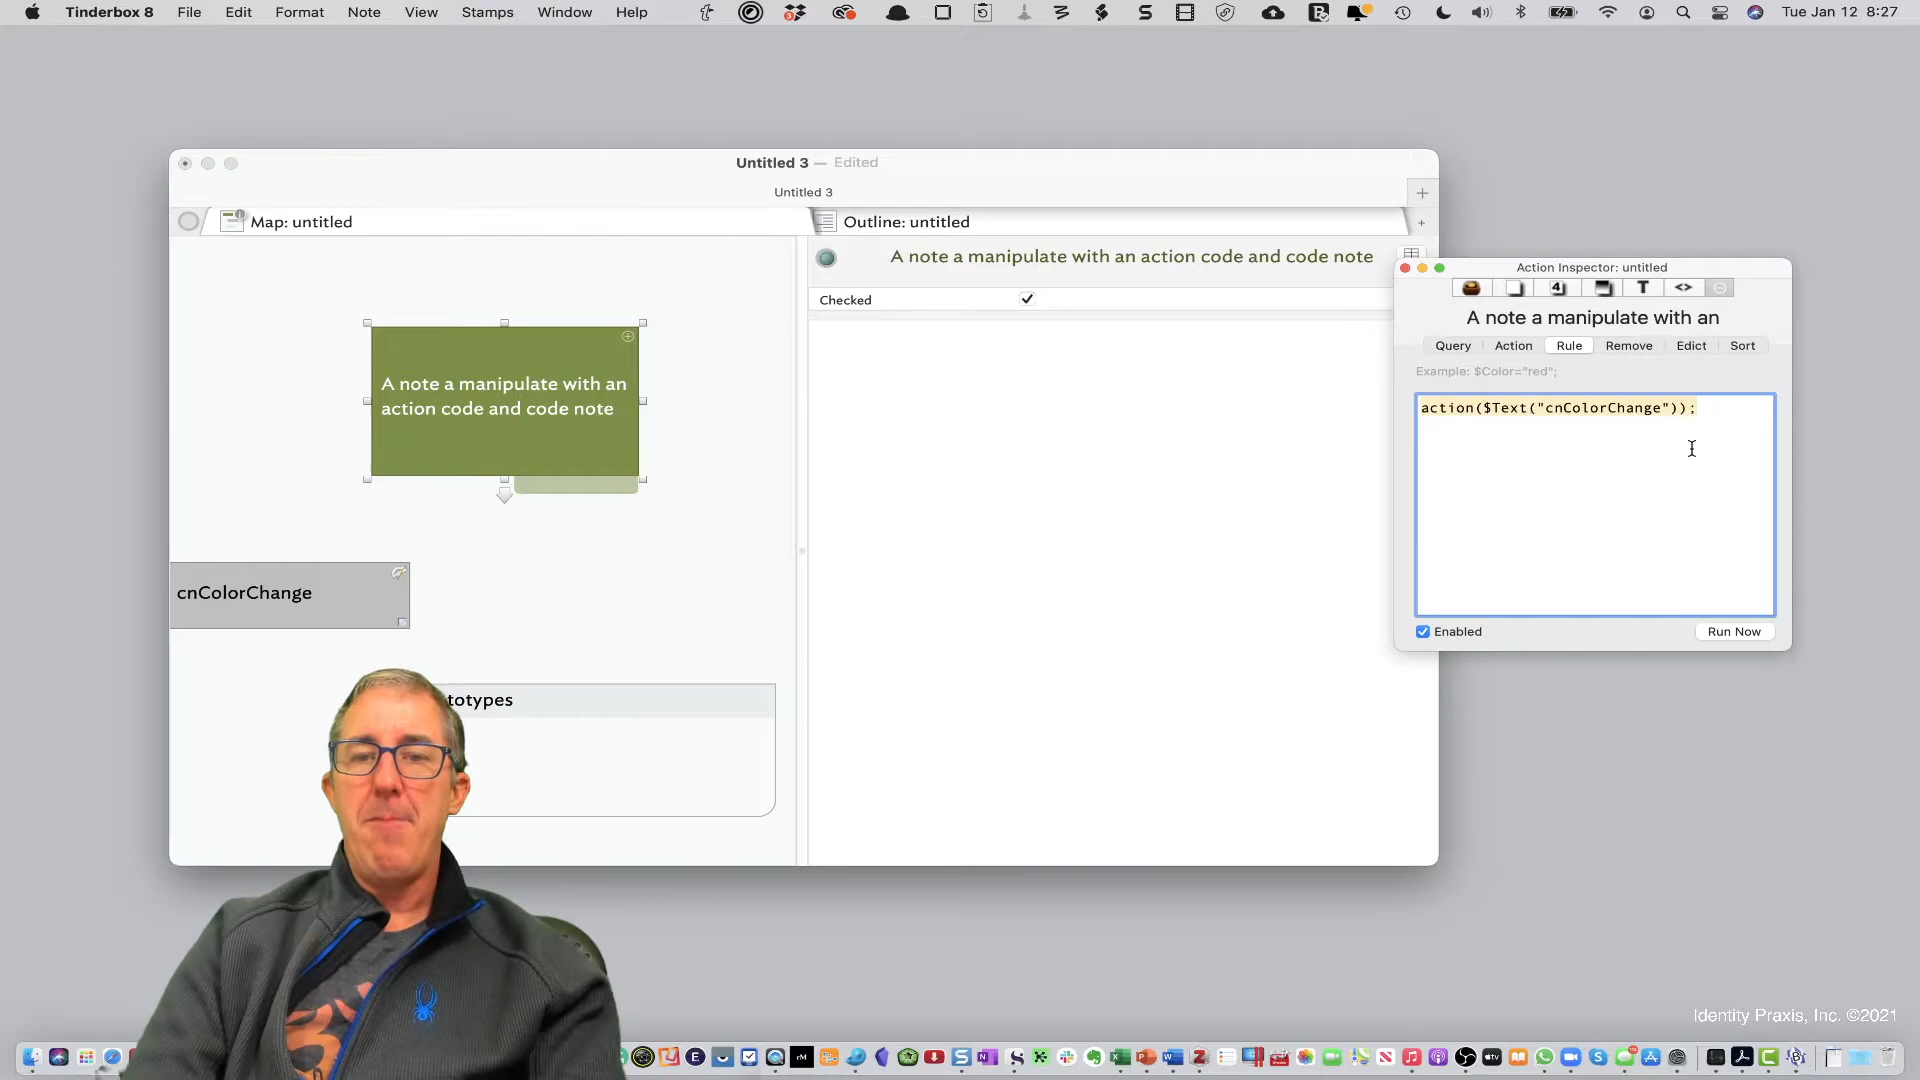 Tinderbox 8 File Edit Format Note View Stamps Window Help Tue Jan 12 8:27
Untitled 3 — Edited
Untitled 3
Map: untitled
Outline: untitled
A note a manipulate with an action code and code note
Checked
A note a manipulate with an
action code and code note
cnColorChange
totypes
Action Inspector: untitled
A note a manipulate with an
Query Action Rule Remove Edict Sort
Example: $Color="red";
action($Text("cnColorChange"));
Enabled
Run Now
Identity Praxis, Inc. ©2021